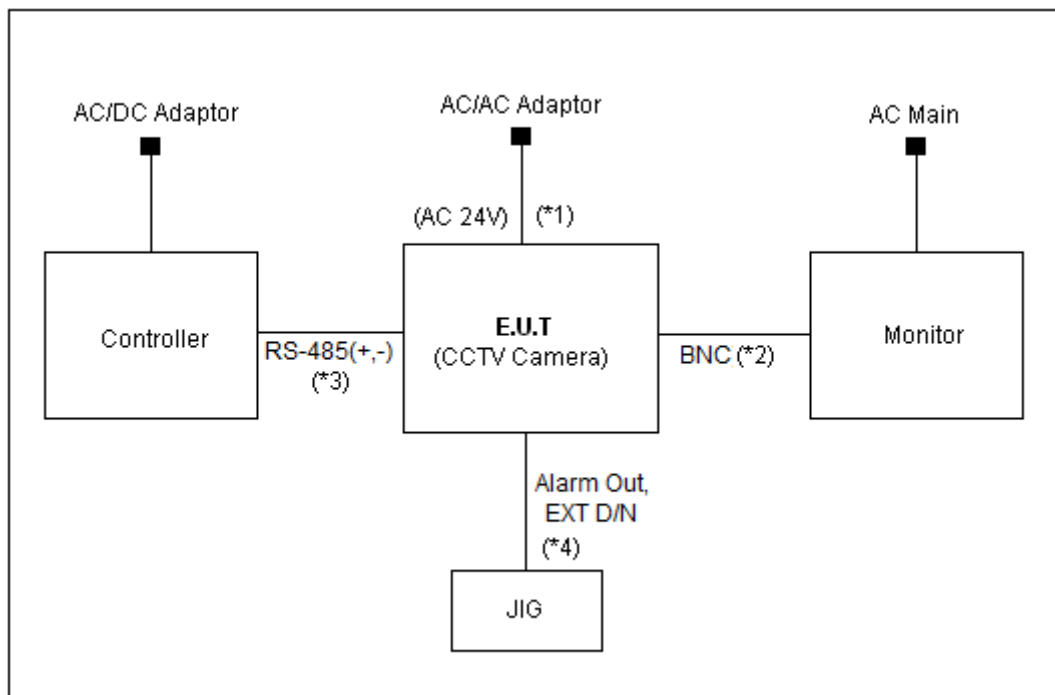 AC/DC Adaptor
AC/AC Adaptor
AC Main
(AC 24V)
(*1)
Controller
RS-485(+,-)
(*3)
E.U.T
(CCTV Camera)
BNC (*2)
Monitor
Alarm Out,
EXT D/N
(*4)
JIG